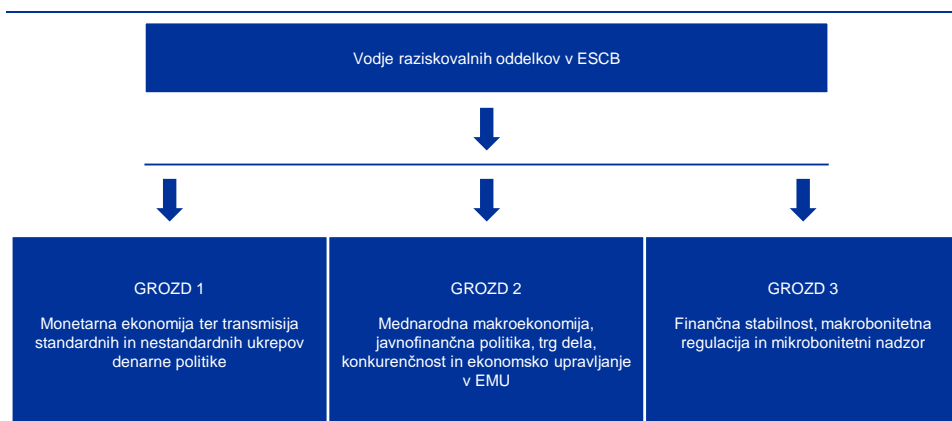 Vodje raziskovalnih oddelkov v ESCB
GROZD 1
Monetarna ekonomija ter transmisija
standardnih in nestandardnih ukrepov
denarne politike
GROZD 2
Mednarodna makroekonomija,
javnofinančna politika, trg dela,
konkurenčnost in ekonomsko upravljanje
v EMU
GROZD 3
Finančna stabilnost, makrobonitetna
regulacija in mikrobonitetni nadzor